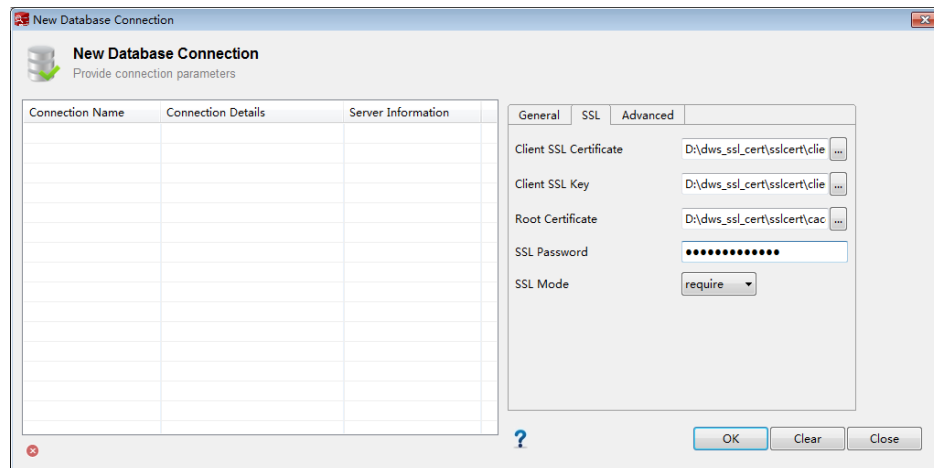 New Database Connection
New Database Connection
Provide connection parameters
Connection Name Connection Details Server Information
General SSL Advanced
Client SSL Certificate D:\dws_ssl_cert\sslcert\clie ...
Client SSL Key D:\dws_ssl_cert\sslcert\clie ...
Root Certificate D:\dws_ssl_cert\sslcert\cac ...
SSL Password •••••••••••••
SSL Mode require
? OK Clear Close